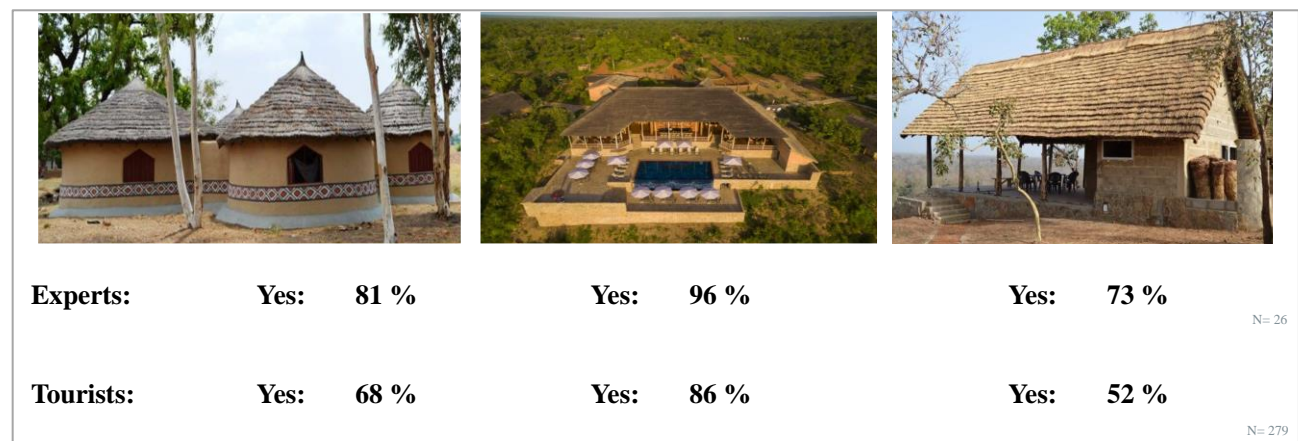 Experts: Yes: 81 % Yes: 96 % Yes: 73 %
N= 26
Tourists: Yes: 68 % Yes: 86 % Yes: 52 %
N= 279